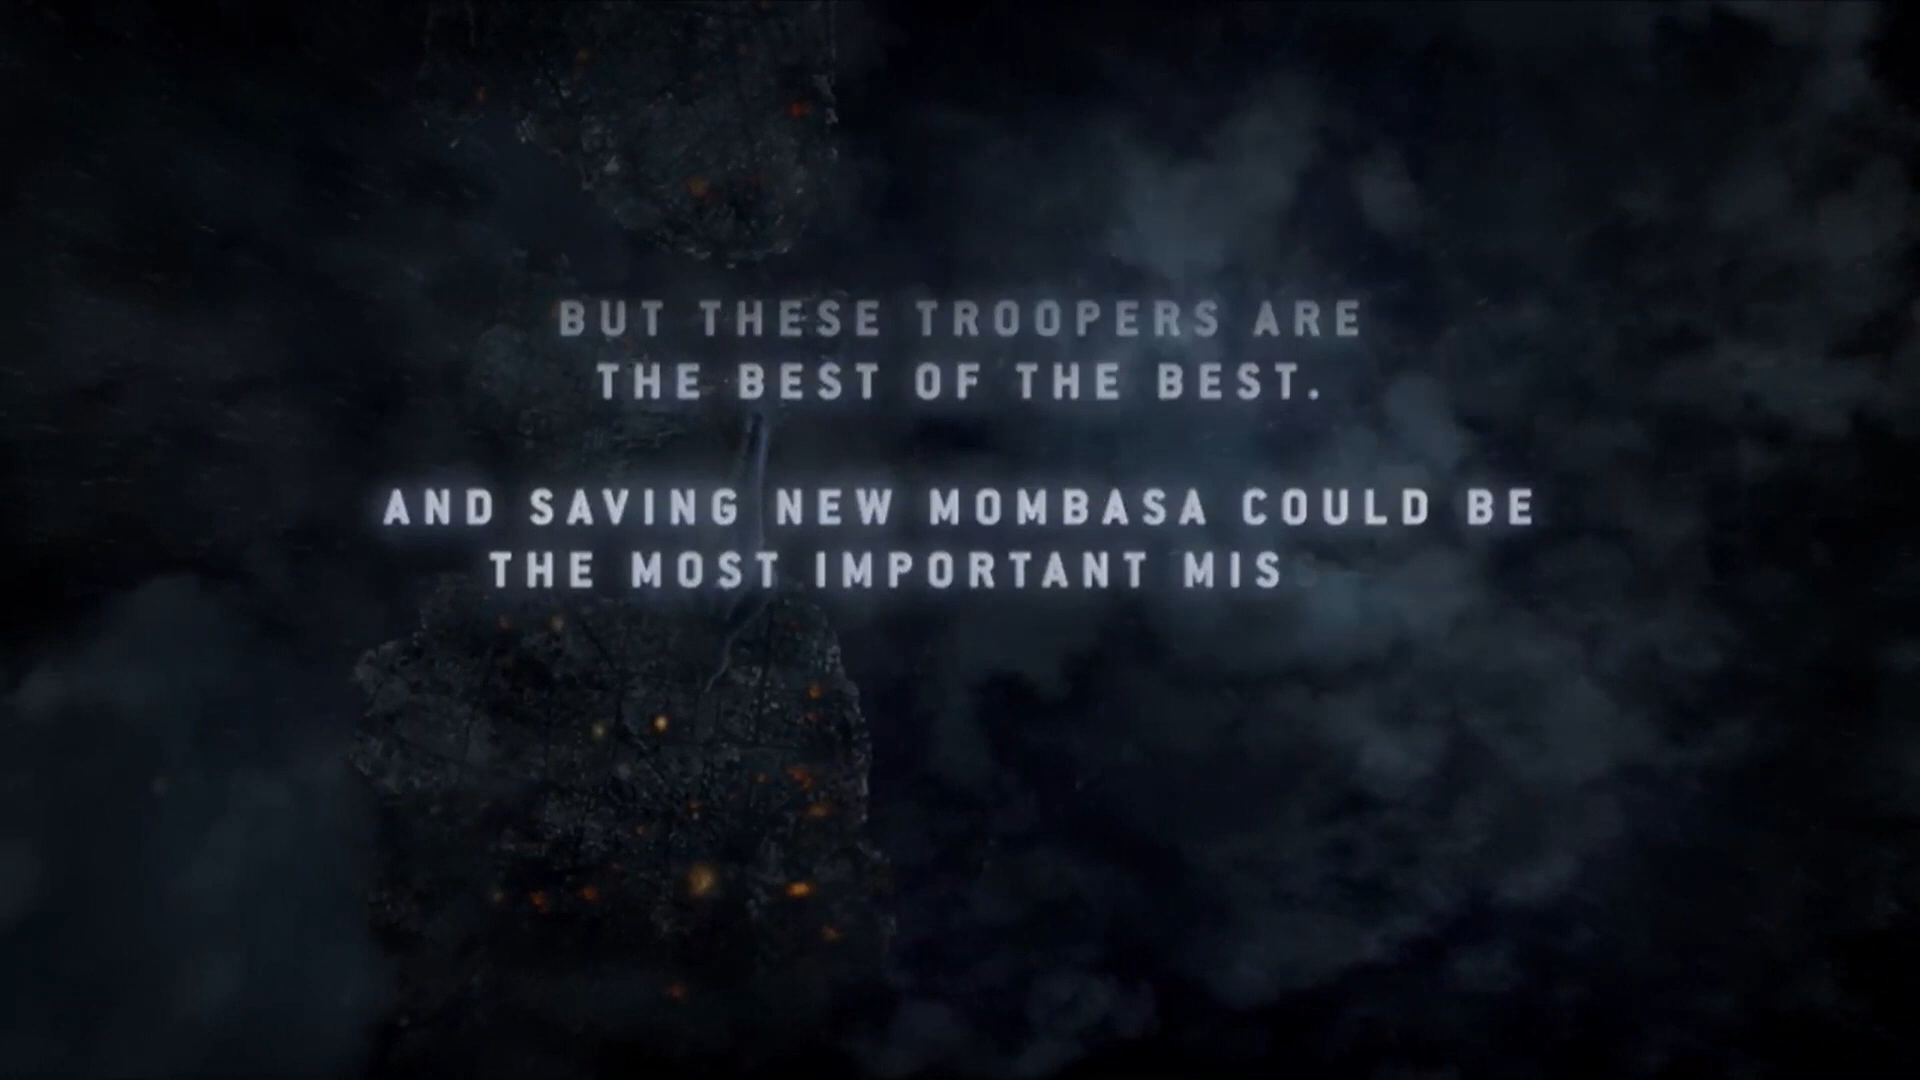 BUT THESE TROOPERS ARE
THE BEST OF THE BEST.
AND SAVING NEW MOMBASA COULD BE
THE MOST IMPORTANT MIS